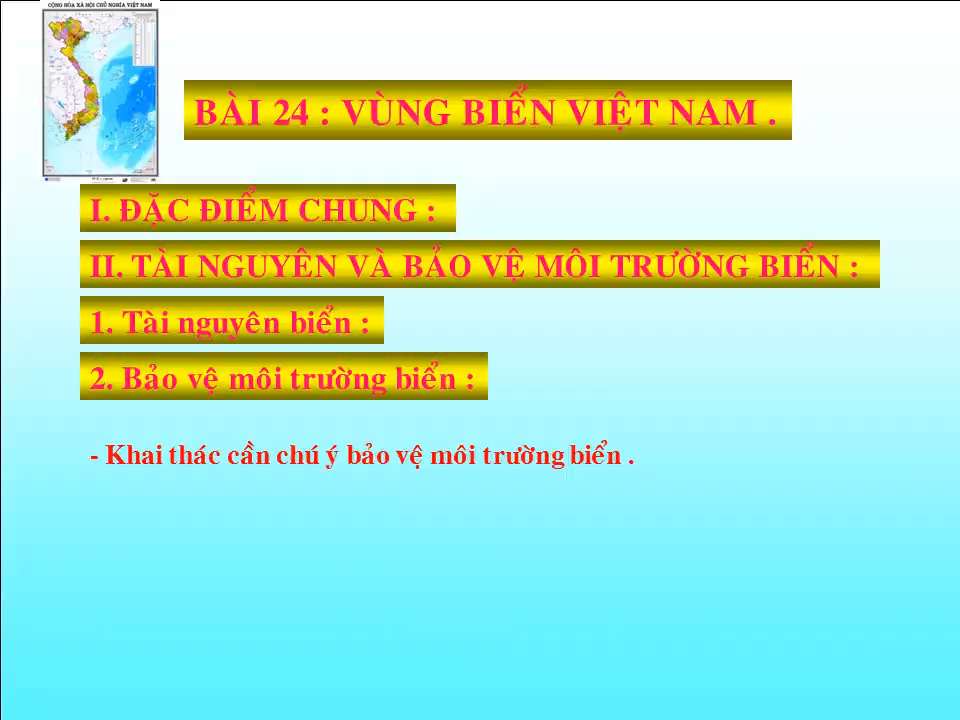 CỘNG HÒA XÃ HỘI CHỦ NGHĨA VIỆT NAM
BÀI 24 : VÙNG BIỂN VIỆT NAM .
I. ĐẶC ĐIỂM CHUNG :
II. TÀI NGUYÊN VÀ BẢO VỆ MÔI TRƯỜNG BIỂN :
1. Tài nguyên biển :
2. Bảo vệ môi trường biển :
- Khai thác cần chú ý bảo vệ môi trường biển .